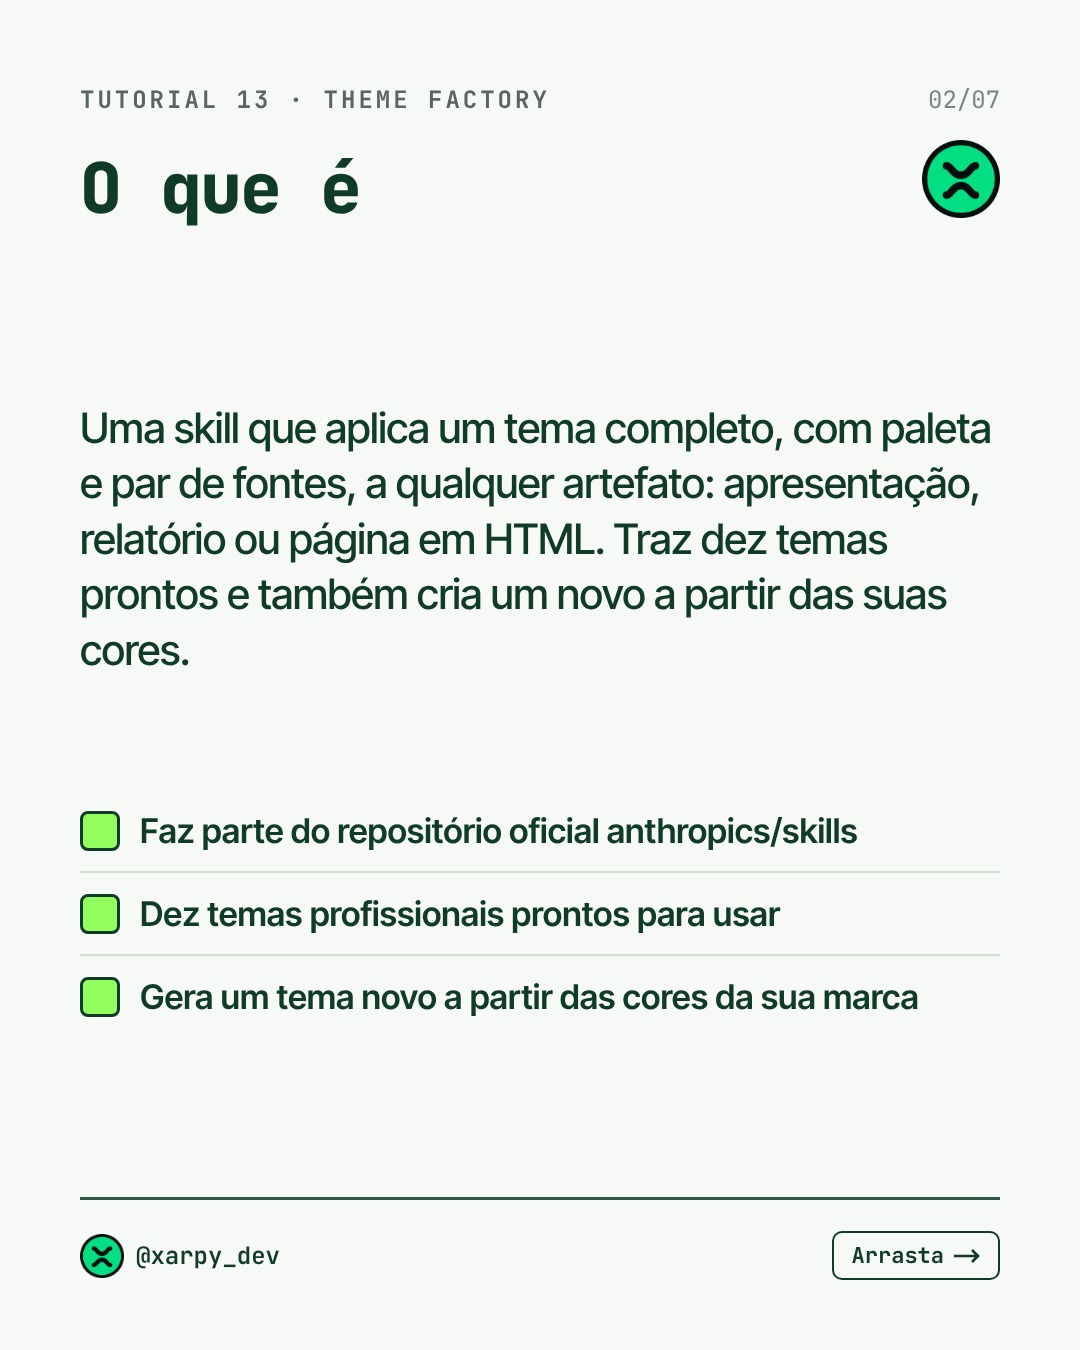 TUTORIAL 13 · THEME FACTORY
02/07
O que é
Uma skill que aplica um tema completo, com paleta
e par de fontes, a qualquer artefato: apresentação,
relatório ou página em HTML. Traz dez temas
prontos e também cria um novo a partir das suas
cores.
Faz parte do repositório oficial anthropics/skills
Dez temas profissionais prontos para usar
Gera um tema novo a partir das cores da sua marca
@xarpy_dev
Arrasta →